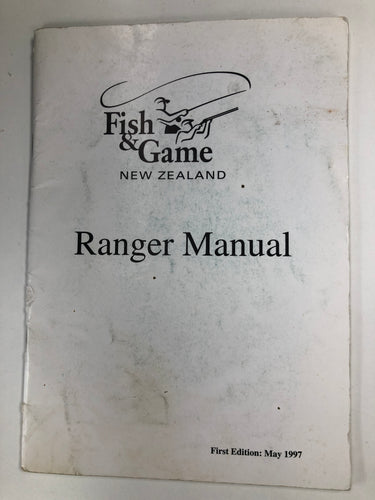 Fish
& Game
NEW ZEALAND
Ranger Manual
First Edition: May 1997